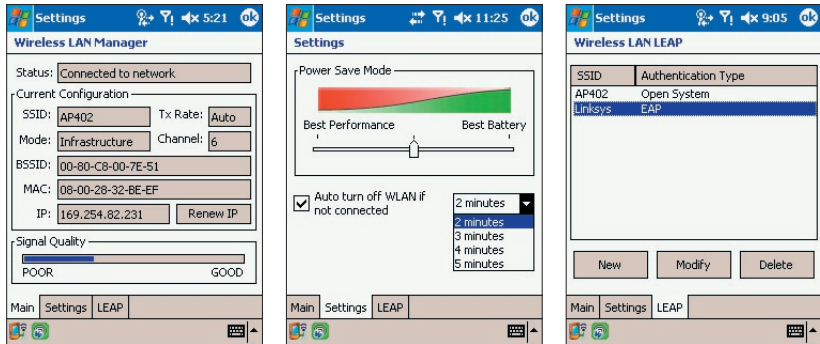 Settings 5:21 ok
Wireless LAN Manager
Status: Connected to network
Current Configuration
SSID: AP402 Tx Rate: Auto
Mode: Infrastructure Channel: 6
BSSID: 00-80-C8-00-7E-51
MAC: 08-00-28-32-BE-EF
IP: 169.254.82.231 Renew IP
Signal Quality
POOR GOOD
Main Settings LEAP
Settings 11:25 ok
Settings
Power Save Mode
Best Performance Best Battery
Auto turn off WLAN if
not connected
2 minutes
2 minutes
3 minutes
4 minutes
5 minutes
Main Settings LEAP
Settings 9:05 ok
Wireless LAN LEAP
SSID Authentication Type
AP402 Open System
Linksys EAP
New Modify Delete
Main Settings LEAP